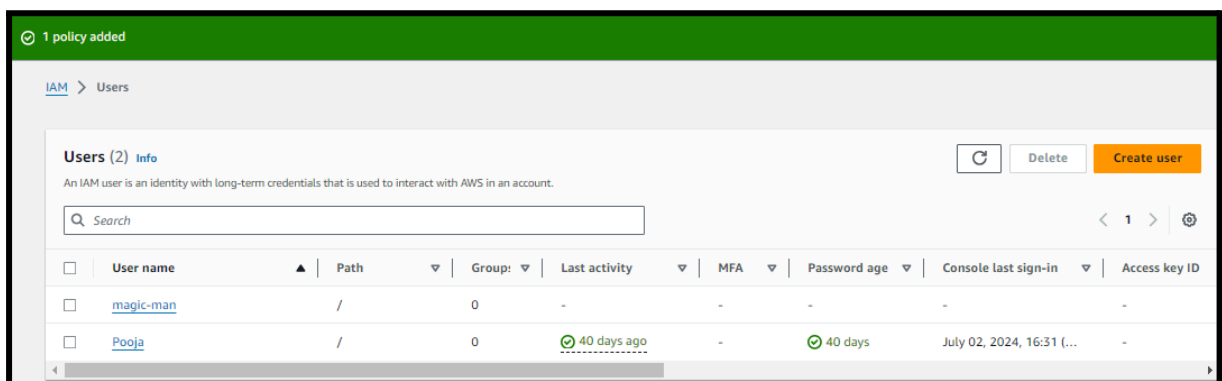 1 policy added
IAM > Users
Users (2) Info
Delete
Create user
An IAM user is an identity with long-term credentials that is used to interact with AWS in an account.
Search
1
User name Path Groups Last activity MFA Password age Console last sign-in Access key ID
magic-man / 0 - - - - -
Pooja / 0 40 days ago - 40 days July 02, 2024, 16:31 (... -